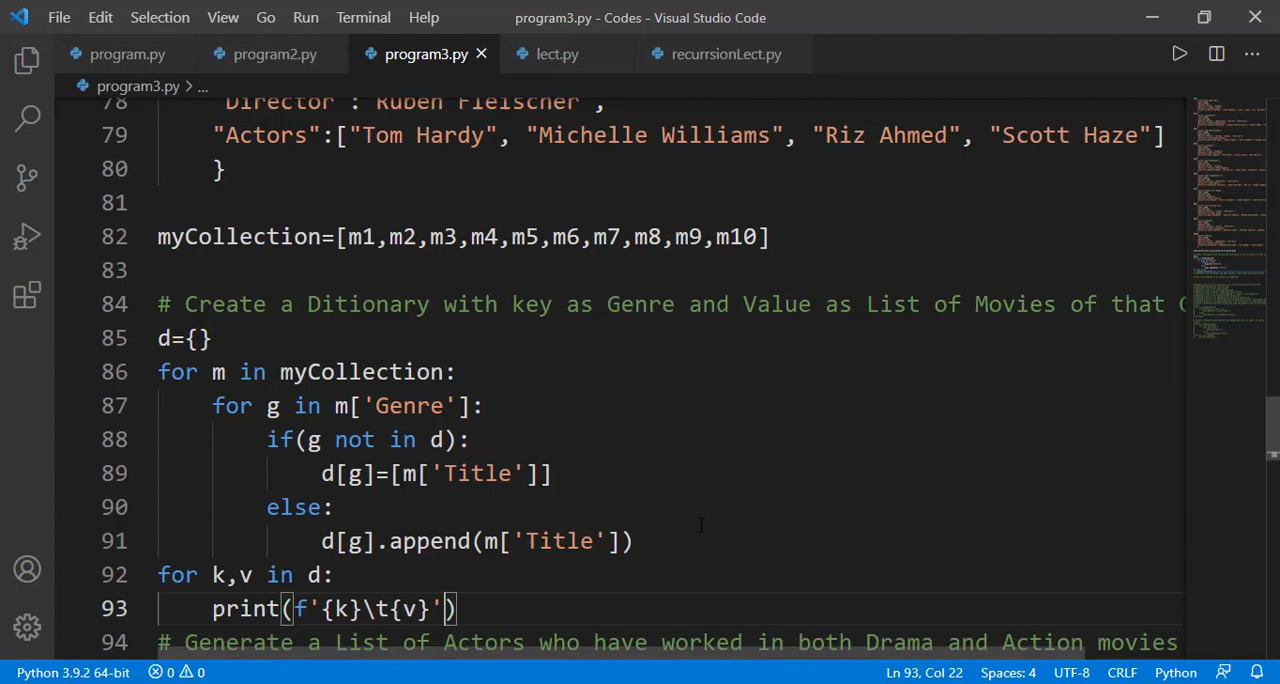 File Edit Selection View Go Run Terminal Help program3.py - Codes - Visual Studio Code
program.py program2.py program3.py lect.py recurrsionLect.py
program3.py > ...
78 "Director":"Ruben Fleischer",
79 "Actors":["Tom Hardy", "Michelle Williams", "Riz Ahmed", "Scott Haze"]
80 }
81
82 myCollection=[m1,m2,m3,m4,m5,m6,m7,m8,m9,m10]
83
84 # Create a Ditionary with key as Genre and Value as List of Movies of that
85 d={}
86 for m in myCollection:
87 for g in m['Genre']:
88 if(g not in d):
89 d[g]=[m['Title']]
90 else:
91 d[g].append(m['Title'])
92 for k,v in d:
93 print(f'{k}\t{v}')
94 # Generate a List of Actors who have worked in both Drama and Action movies
Python 3.9.2 64-bit 0 0 Ln 93, Col 22 Spaces: 4 UTF-8 CRLF Python